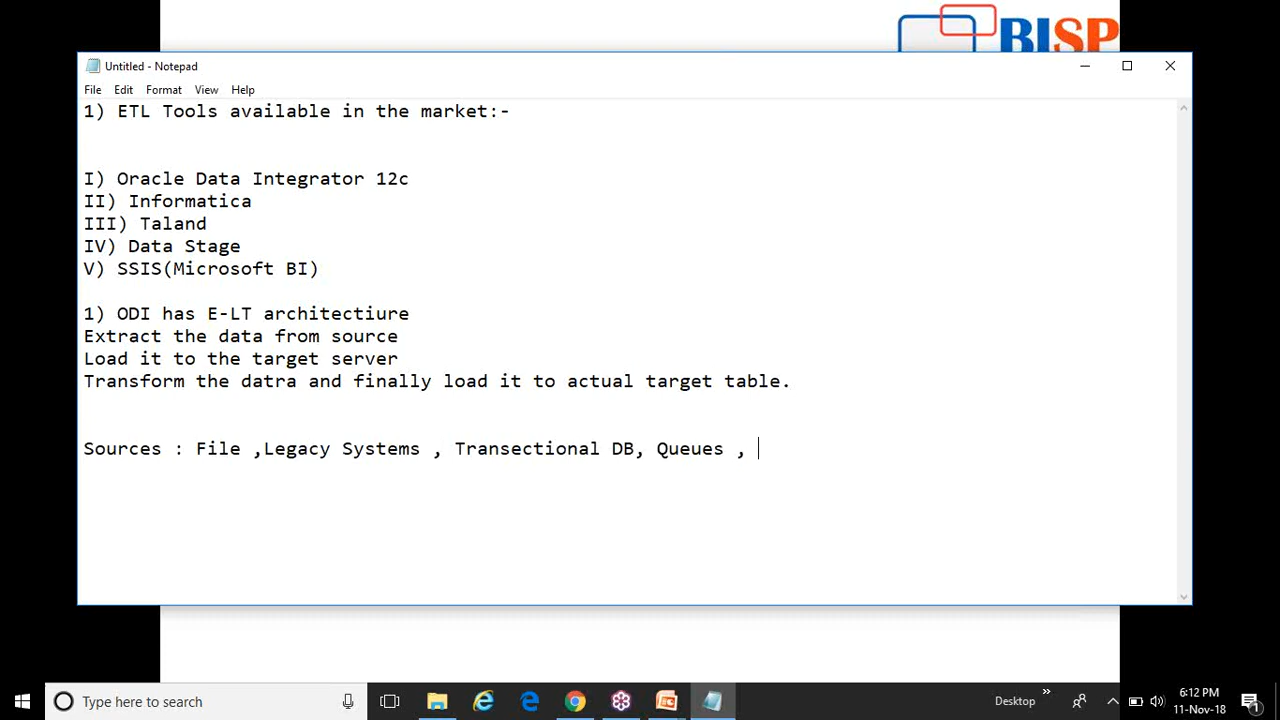 BISP
Untitled - Notepad
File Edit Format View Help
1) ETL Tools available in the market:-
I) Oracle Data Integrator 12c
II) Informatica
III) Taland
IV) Data Stage
V) SSIS(Microsoft BI)
1) ODI has E-LT architectiure
Extract the data from source
Load it to the target server
Transform the datra and finally load it to actual target table.
Sources : File ,Legacy Systems , Transectional DB, Queues ,
Type here to search
Desktop
6:12 PM
11-Nov-18
1